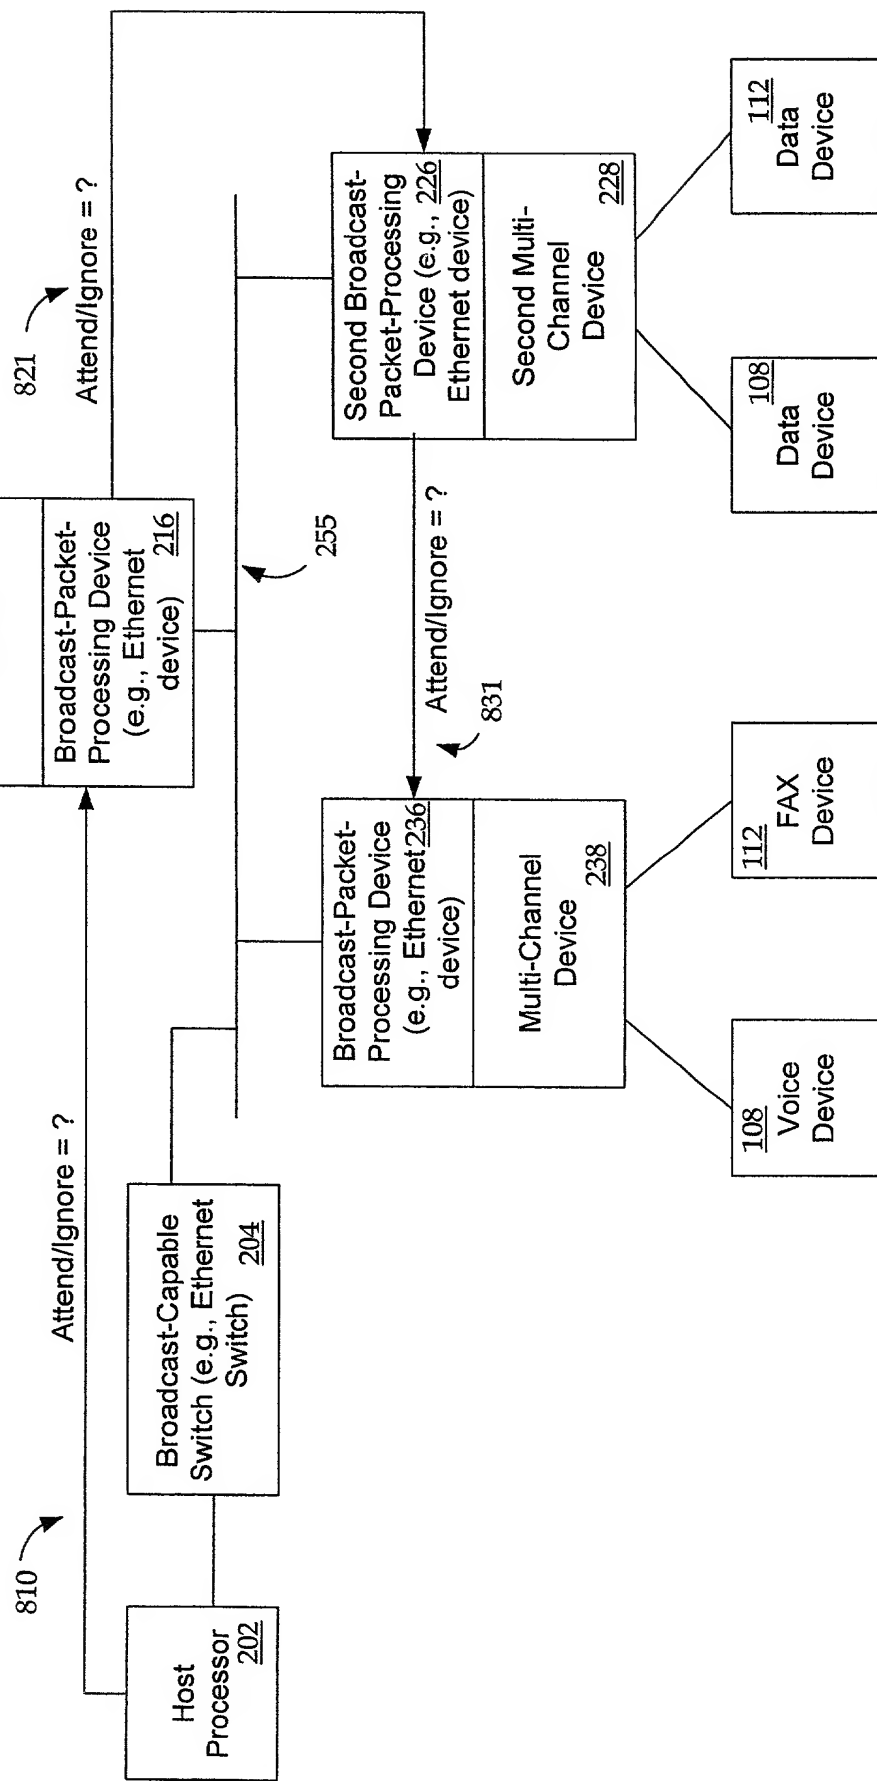 810
Attend/Ignore = ?
821
Attend/Ignore = ?
Host
Processor
202
Broadcast-Capable
Switch (e.g., Ethernet
Switch) 204
Broadcast-Packet-
Processing Device
(e.g., Ethernet
device) 216
255
Broadcast-Packet-
Processing Device
(e.g., Ethernet 236
device)
Multi-Channel
Device 238
831
Attend/Ignore = ?
Second Broadcast-
Packet-Processing
Device (e.g., 226
Ethernet device)
Second Multi-
Channel
Device 228
108
Voice
Device
112
FAX
Device
108
Data
Device
112
Data
Device